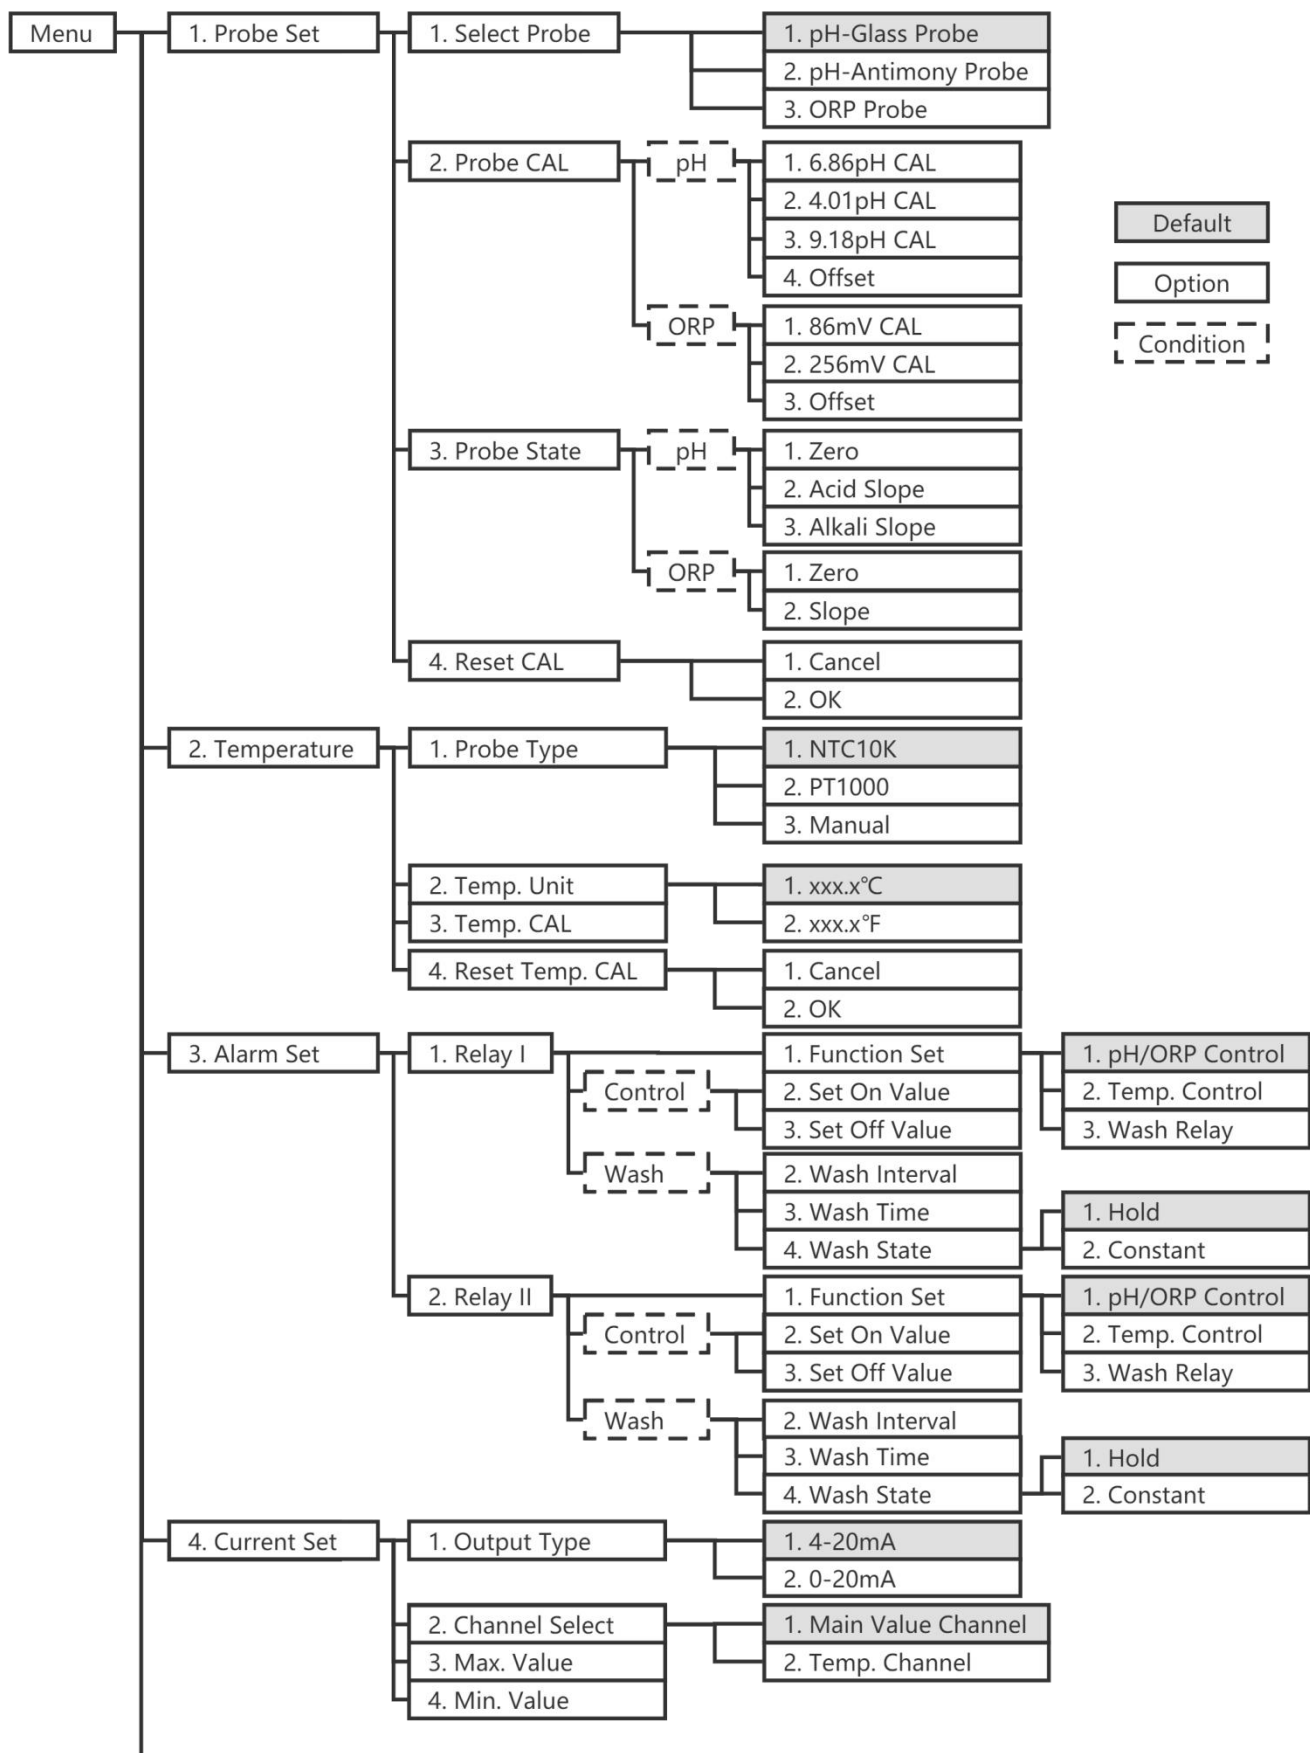 Menu
1. Probe Set
1. Select Probe
1. pH-Glass Probe
2. pH-Antimony Probe
3. ORP Probe
2. Probe CAL
pH
1. 6.86pH CAL
2. 4.01pH CAL
3. 9.18pH CAL
4. Offset
ORP
1. 86mV CAL
2. 256mV CAL
3. Offset
Default
Option
Condition
3. Probe State
pH
1. Zero
2. Acid Slope
3. Alkali Slope
ORP
1. Zero
2. Slope
4. Reset CAL
1. Cancel
2. OK
2. Temperature
1. Probe Type
1. NTC10K
2. PT1000
3. Manual
2. Temp. Unit
1. xxx.x℃
2. xxx.x℉
3. Temp. CAL
4. Reset Temp. CAL
1. Cancel
2. OK
3. Alarm Set
1. Relay I
1. Function Set
1. pH/ORP Control
2. Temp. Control
3. Wash Relay
Control
2. Set On Value
3. Set Off Value
Wash
2. Wash Interval
3. Wash Time
4. Wash State
1. Hold
2. Constant
2. Relay II
1. Function Set
1. pH/ORP Control
2. Temp. Control
3. Wash Relay
Control
2. Set On Value
3. Set Off Value
Wash
2. Wash Interval
3. Wash Time
4. Wash State
1. Hold
2. Constant
4. Current Set
1. Output Type
1. 4-20mA
2. 0-20mA
2. Channel Select
1. Main Value Channel
2. Temp. Channel
3. Max. Value
4. Min. Value